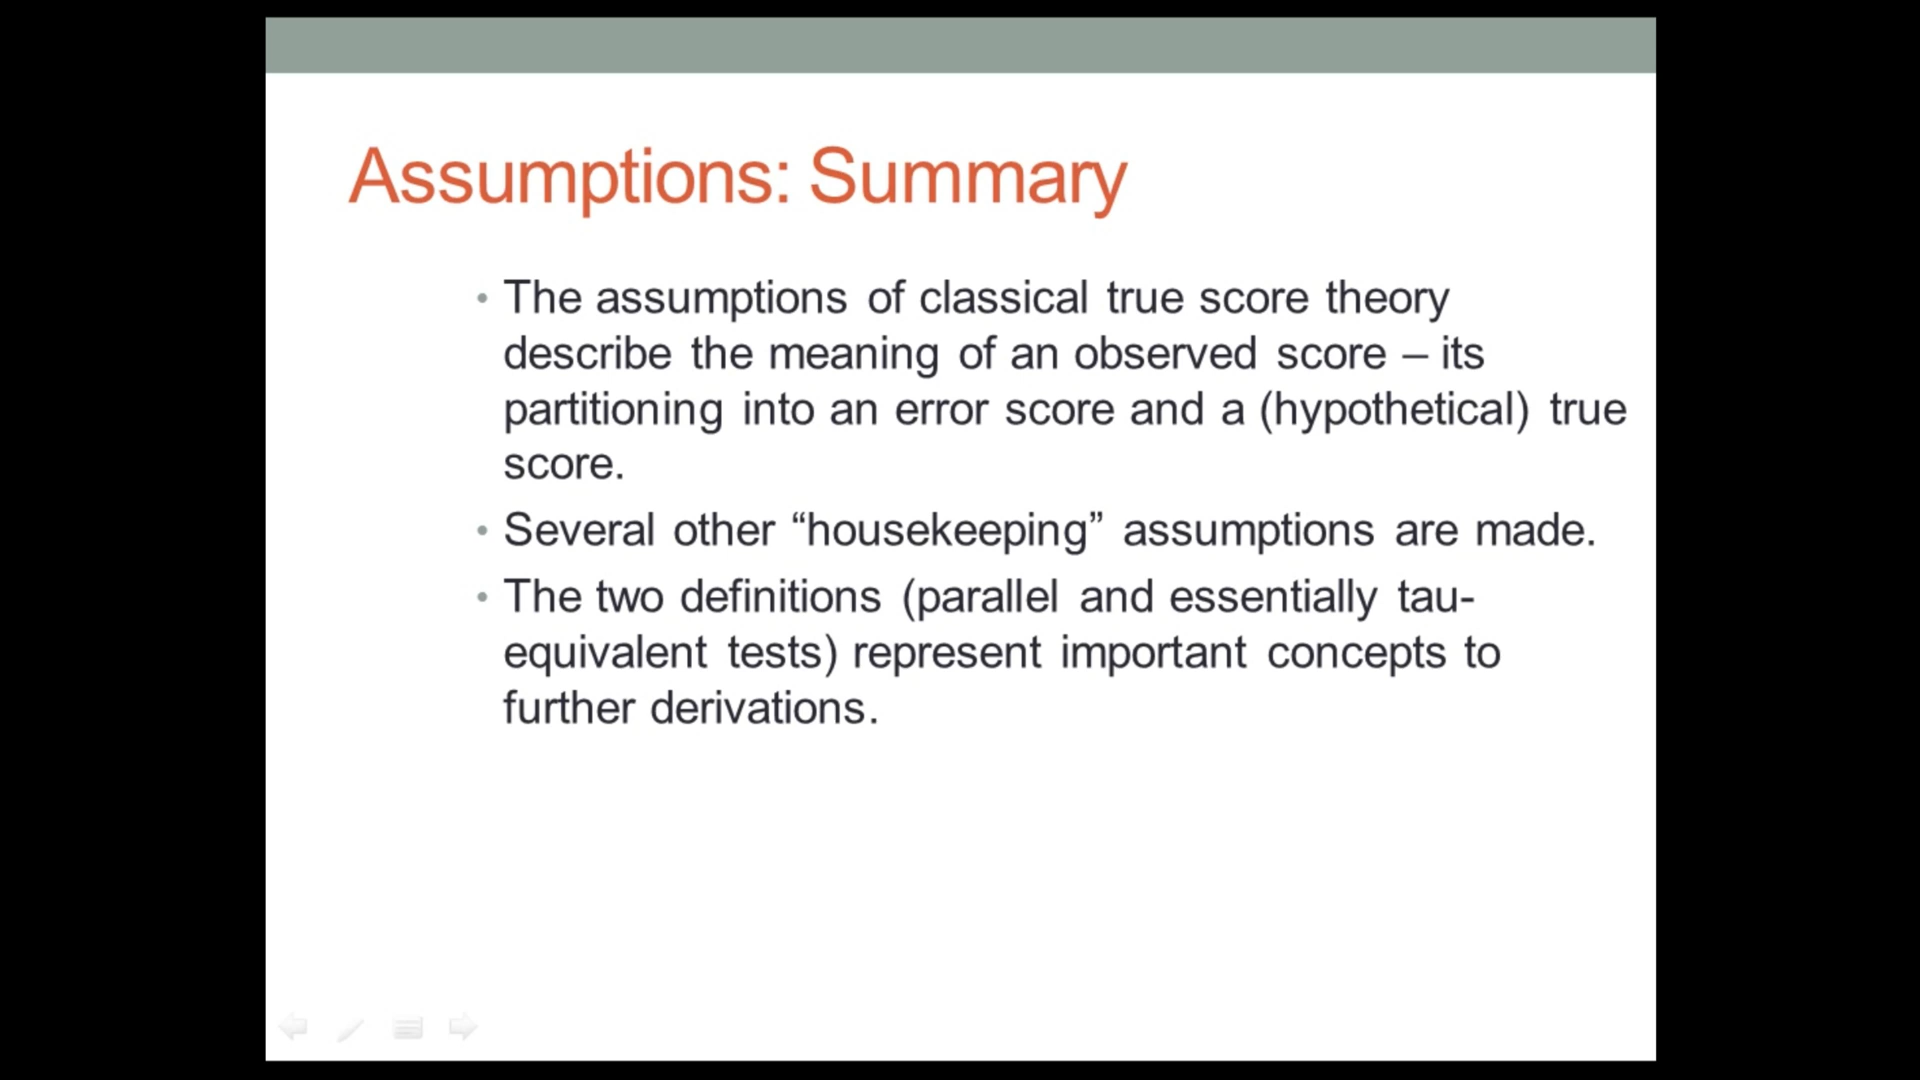 Assumptions: Summary
• The assumptions of classical true score theory
describe the meaning of an observed score – its
partitioning into an error score and a (hypothetical) true
score.
• Several other “housekeeping” assumptions are made.
• The two definitions (parallel and essentially tau-
equivalent tests) represent important concepts to
further derivations.